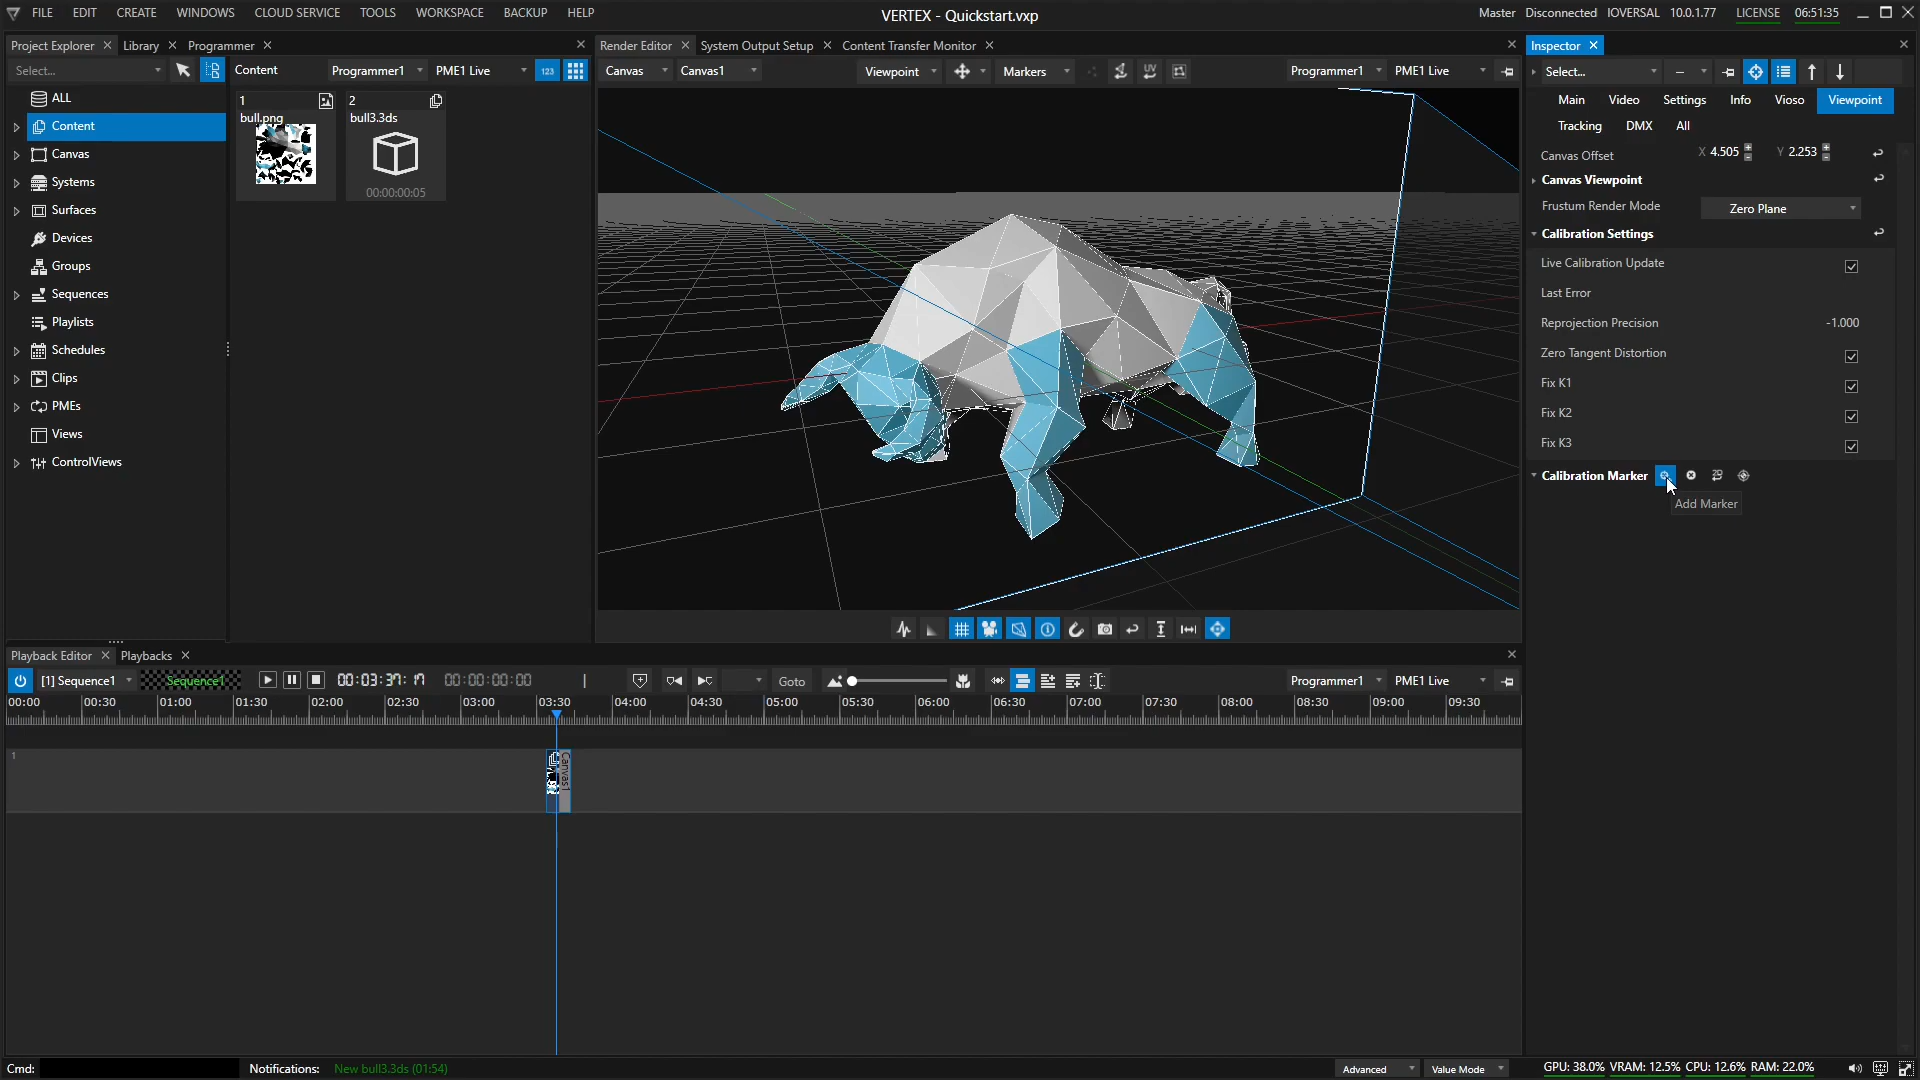 FILE EDIT CREATE WINDOWS CLOUD SERVICE TOOLS WORKSPACE BACKUP HELP
VERTEX - Quickstart.vxp
Master Disconnected IOVERSAL 10.0.1.77 LICENSE 06:51:35
Project Explorer Library Programmer
Select...
ALL
Content
Canvas
Systems
Surfaces
Devices
Groups
Sequences
Playlists
Schedules
Clips
PMEs
Views
ControlViews
Content Programmer1 PME1 Live 123
1
bull.png
2
bull3.3ds
00:00:00:05
Render Editor System Output Setup Content Transfer Monitor
Canvas Canvas1 Viewpoint Markers UV Programmer1 PME1 Live
Inspector
Select... –
Main Video Settings Info Vioso Viewpoint
Tracking DMX All
Canvas Offset X 4.505 Y 2.253
Canvas Viewpoint
Frustum Render Mode Zero Plane
Calibration Settings
Live Calibration Update
Last Error
Reprojection Precision -1.000
Zero Tangent Distortion
Fix K1
Fix K2
Fix K3
Calibration Marker
Add Marker
Playback Editor Playbacks
[1] Sequence1 Sequence1 00:03:37:17 00:00:00:00 Goto Programmer1 PME1 Live
00:00 00:30 01:00 01:30 02:00 02:30 03:00 03:30 04:00 04:30 05:00 05:30 06:00 06:30 07:00 07:30 08:00 08:30 09:00 09:30
1
Canvas1
Cmd: Notifications: New bull3.3ds (01:54) Advanced Value Mode GPU: 38.0% VRAM: 12.5% CPU: 12.6% RAM: 22.0%